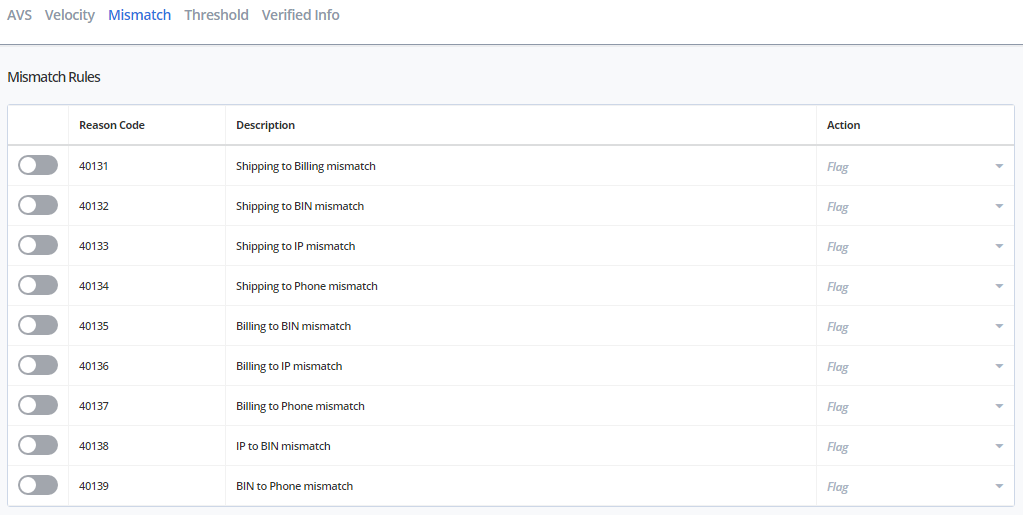 AVS Velocity Mismatch Threshold Verified Info
Mismatch Rules
Reason Code Description Action
40131 Shipping to Billing mismatch Flag
40132 Shipping to BIN mismatch Flag
40133 Shipping to IP mismatch Flag
40134 Shipping to Phone mismatch Flag
40135 Billing to BIN mismatch Flag
40136 Billing to IP mismatch Flag
40137 Billing to Phone mismatch Flag
40138 IP to BIN mismatch Flag
40139 BIN to Phone mismatch Flag